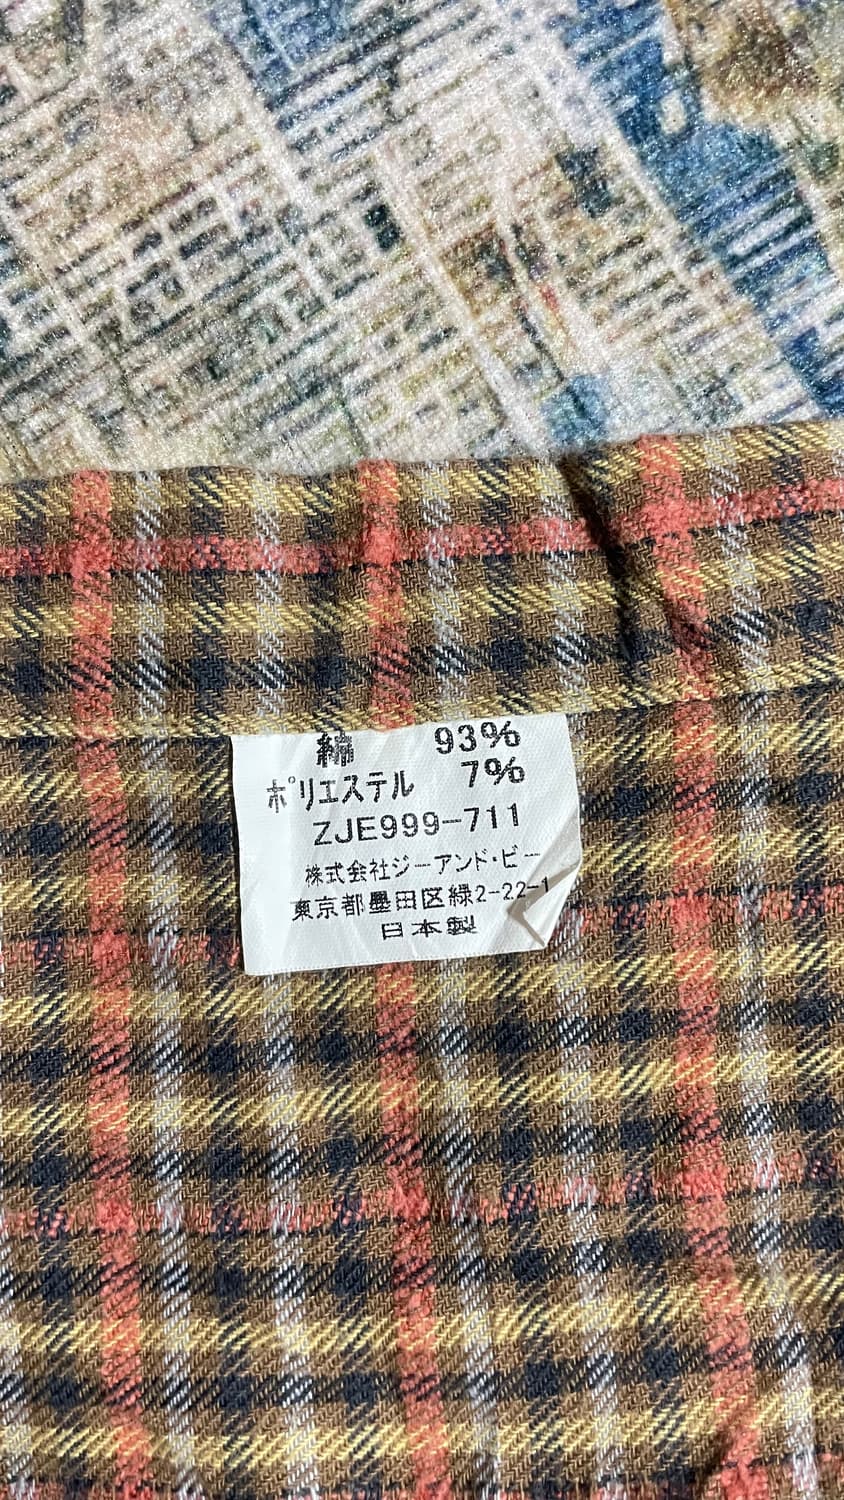 綿 93%
ポリエステル 7%
ZJE999-711
株式会社ジーアンド・ビー
東京都墨田区緑2-22-1
日本製